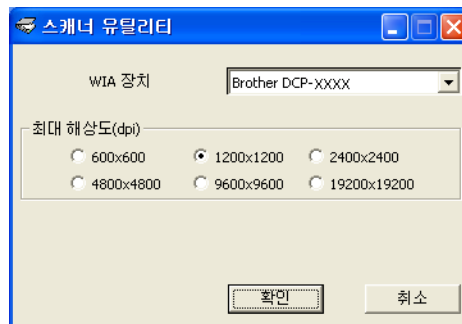 스캐너 유틸리티
WIA 장치 Brother DCP-XXXX
최대 해상도(dpi)
600x600 1200x1200 2400x2400
4800x4800 9600x9600 19200x19200
확인 취소